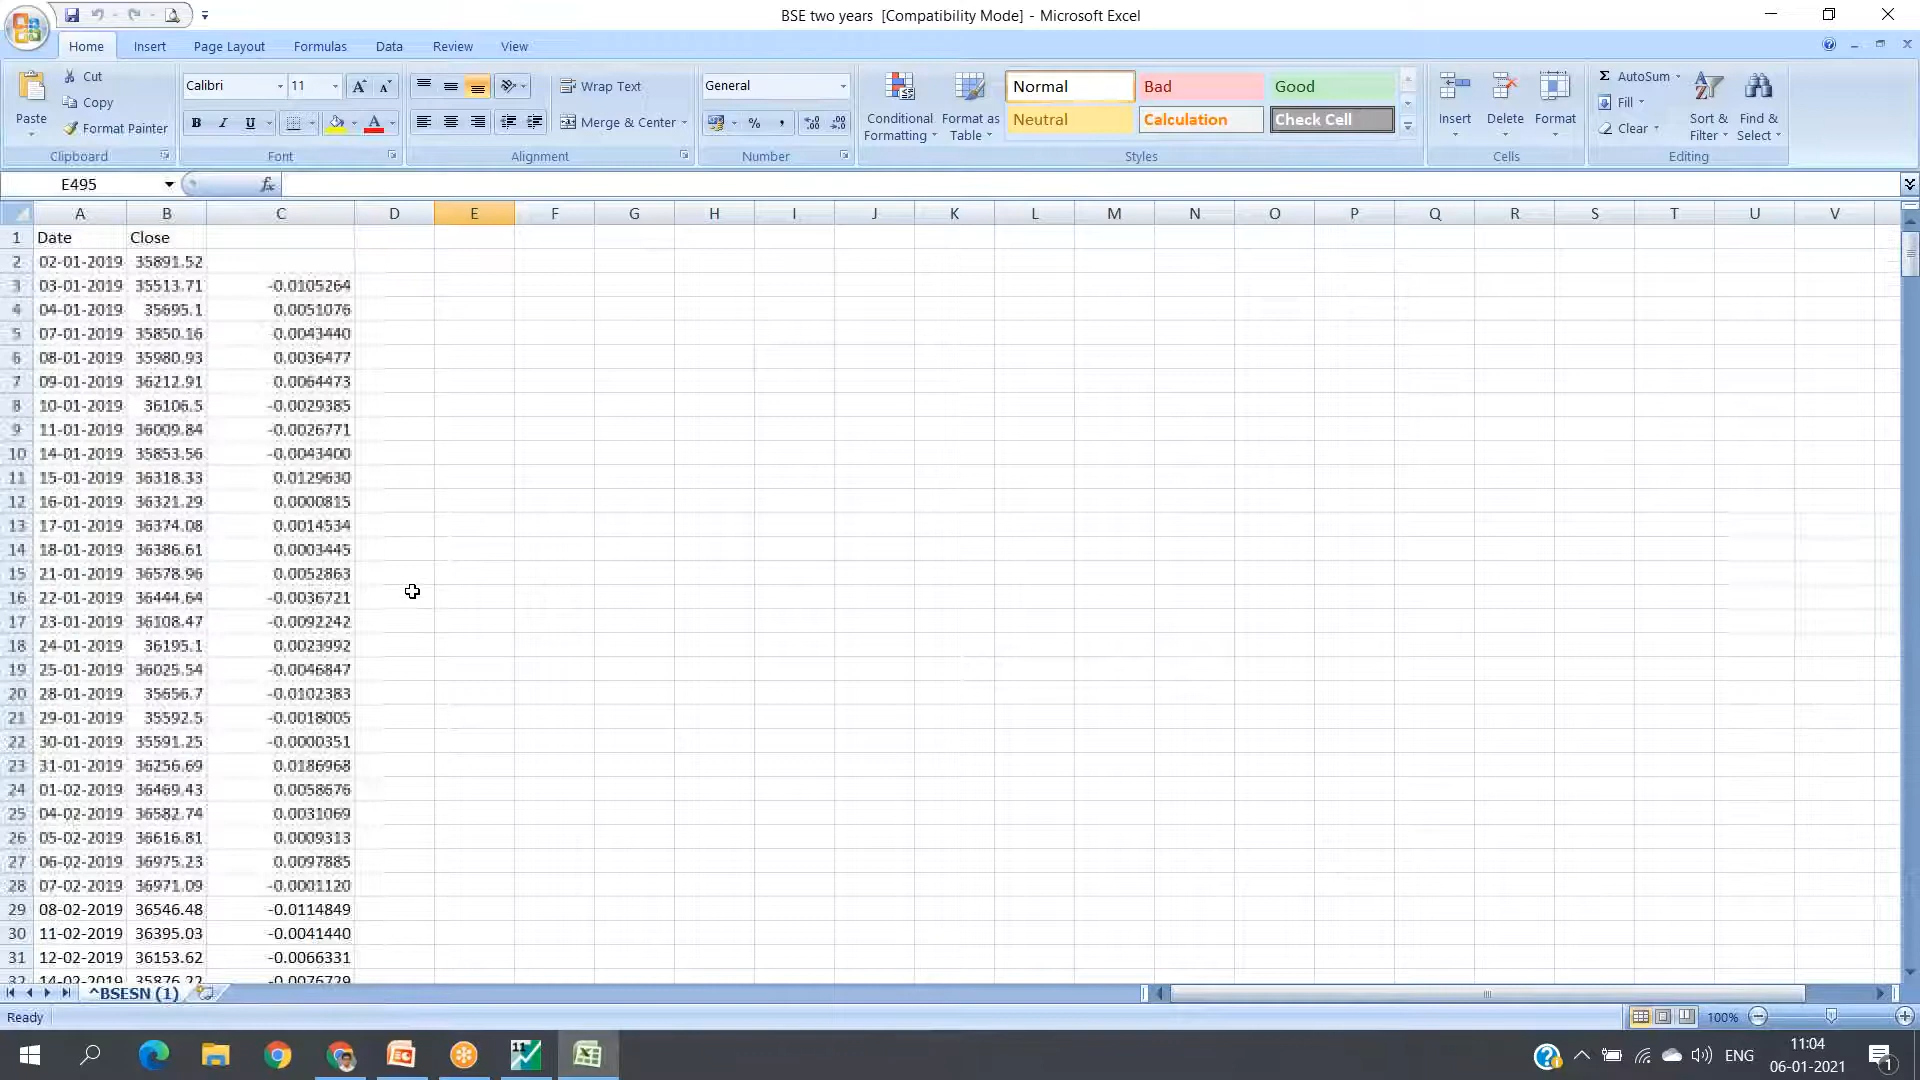 BSE two years [Compatibility Mode] - Microsoft Excel
Home Insert Page Layout Formulas Data Review View
Paste Cut Copy Format Painter Clipboard
Calibri 11 B I U Font
Wrap Text Merge & Center Alignment
General % , Number
Conditional Formatting Format as Table Normal Bad Good Neutral Calculation Check Cell Styles
Insert Delete Format Cells
Σ AutoSum Fill Clear Sort & Filter Find & Select Editing
E495 fx
A B C D E F G H I J K L M N O P Q R S T U V
1 Date Close
2 02-01-2019 35891.52
3 03-01-2019 35513.71 -0.0105264
4 04-01-2019 35695.1 0.0051076
5 07-01-2019 35850.16 0.0043440
6 08-01-2019 35980.93 0.0036477
7 09-01-2019 36212.91 0.0064473
8 10-01-2019 36106.5 -0.0029385
9 11-01-2019 36009.84 -0.0026771
10 14-01-2019 35853.56 -0.0043400
11 15-01-2019 36318.33 0.0129630
12 16-01-2019 36321.29 0.0000815
13 17-01-2019 36374.08 0.0014534
14 18-01-2019 36386.61 0.0003445
15 21-01-2019 36578.96 0.0052863
16 22-01-2019 36444.64 -0.0036721
17 23-01-2019 36108.47 -0.0092242
18 24-01-2019 36195.1 0.0023992
19 25-01-2019 36025.54 -0.0046847
20 28-01-2019 35656.7 -0.0102383
21 29-01-2019 35592.5 -0.0018005
22 30-01-2019 35591.25 -0.0000351
23 31-01-2019 36256.69 0.0186968
24 01-02-2019 36469.43 0.0058676
25 04-02-2019 36582.74 0.0031069
26 05-02-2019 36616.81 0.0009313
27 06-02-2019 36975.23 0.0097885
28 07-02-2019 36971.09 -0.0001120
29 08-02-2019 36546.48 -0.0114849
30 11-02-2019 36395.03 -0.0041440
31 12-02-2019 36153.62 -0.0066331
32 14-02-2019 35876.22 -0.0076729
^BSESN (1)
Ready 100%
ENG 11:04
06-01-2021 1